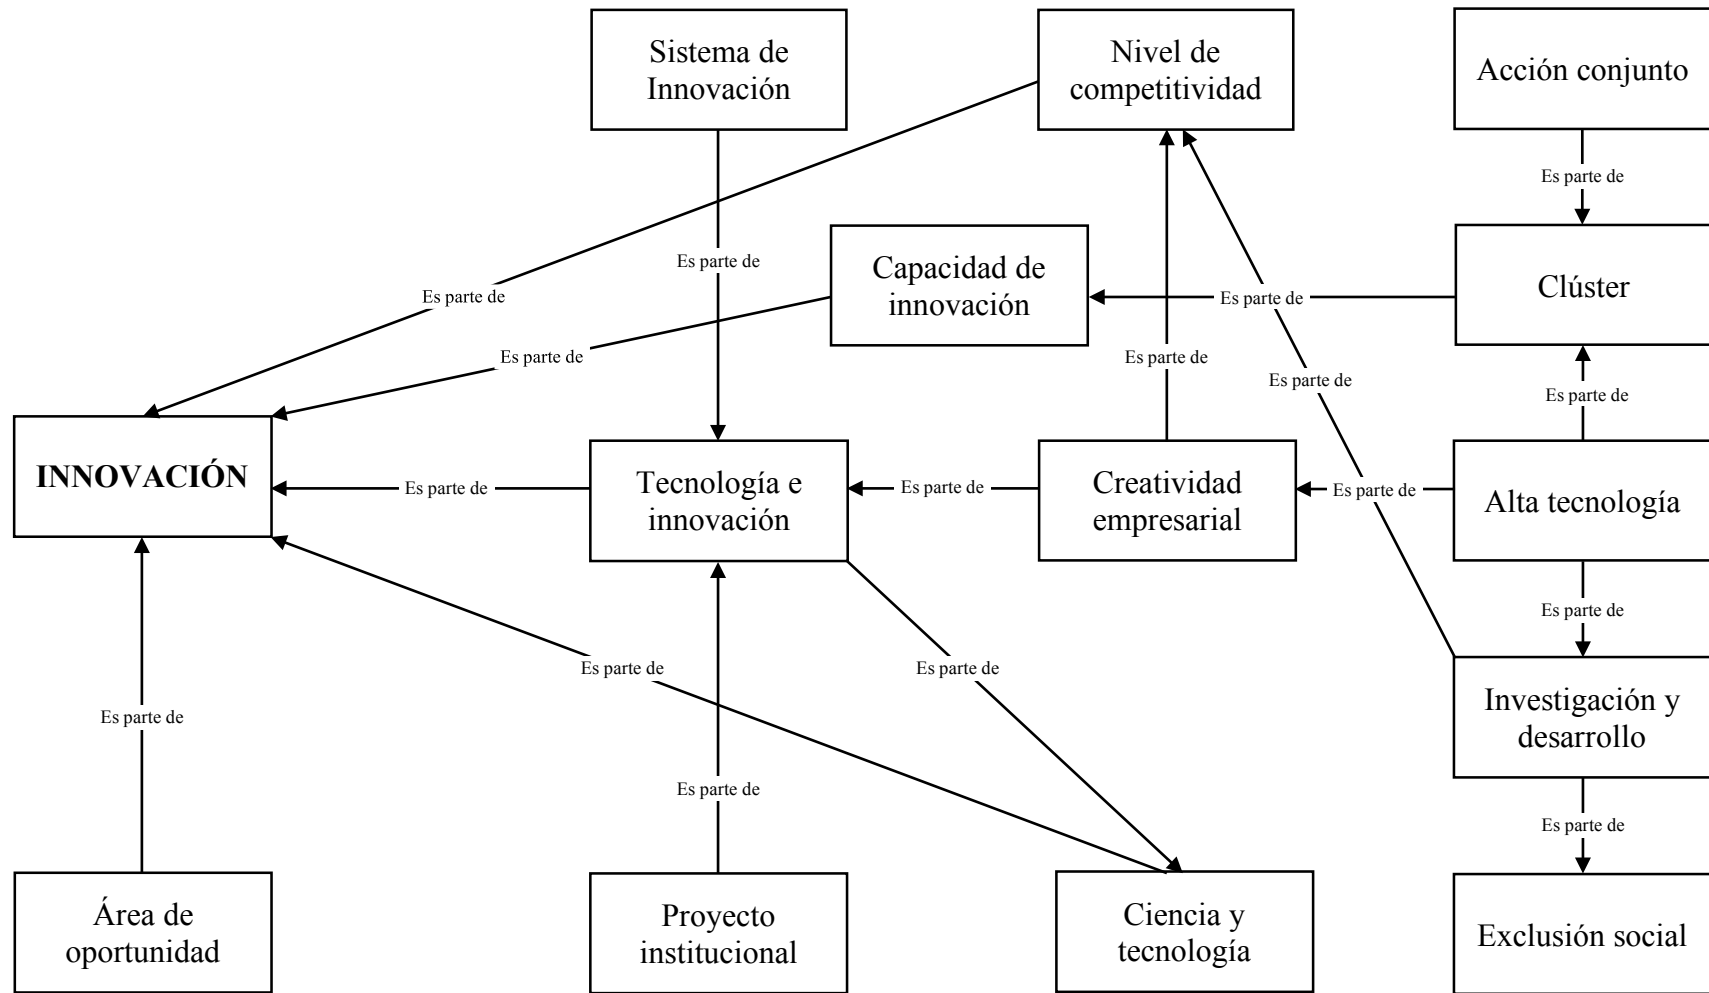 Sistema de
Innovación
Nivel de
competitividad
Acción conjunto
Es parte de
Es parte de
Capacidad de
innovación
Clúster
Es parte de
Es parte de
Es parte de
Es parte de
Es parte de
Es parte de
INNOVACIÓN
Es parte de
Tecnología e
innovación
Es parte de
Creatividad
empresarial
Es parte de
Alta tecnología
Es parte de
Es parte de
Es parte de
Es parte de
Investigación y
desarrollo
Es parte de
Es parte de
Área de
oportunidad
Proyecto
institucional
Ciencia y
tecnología
Exclusión social